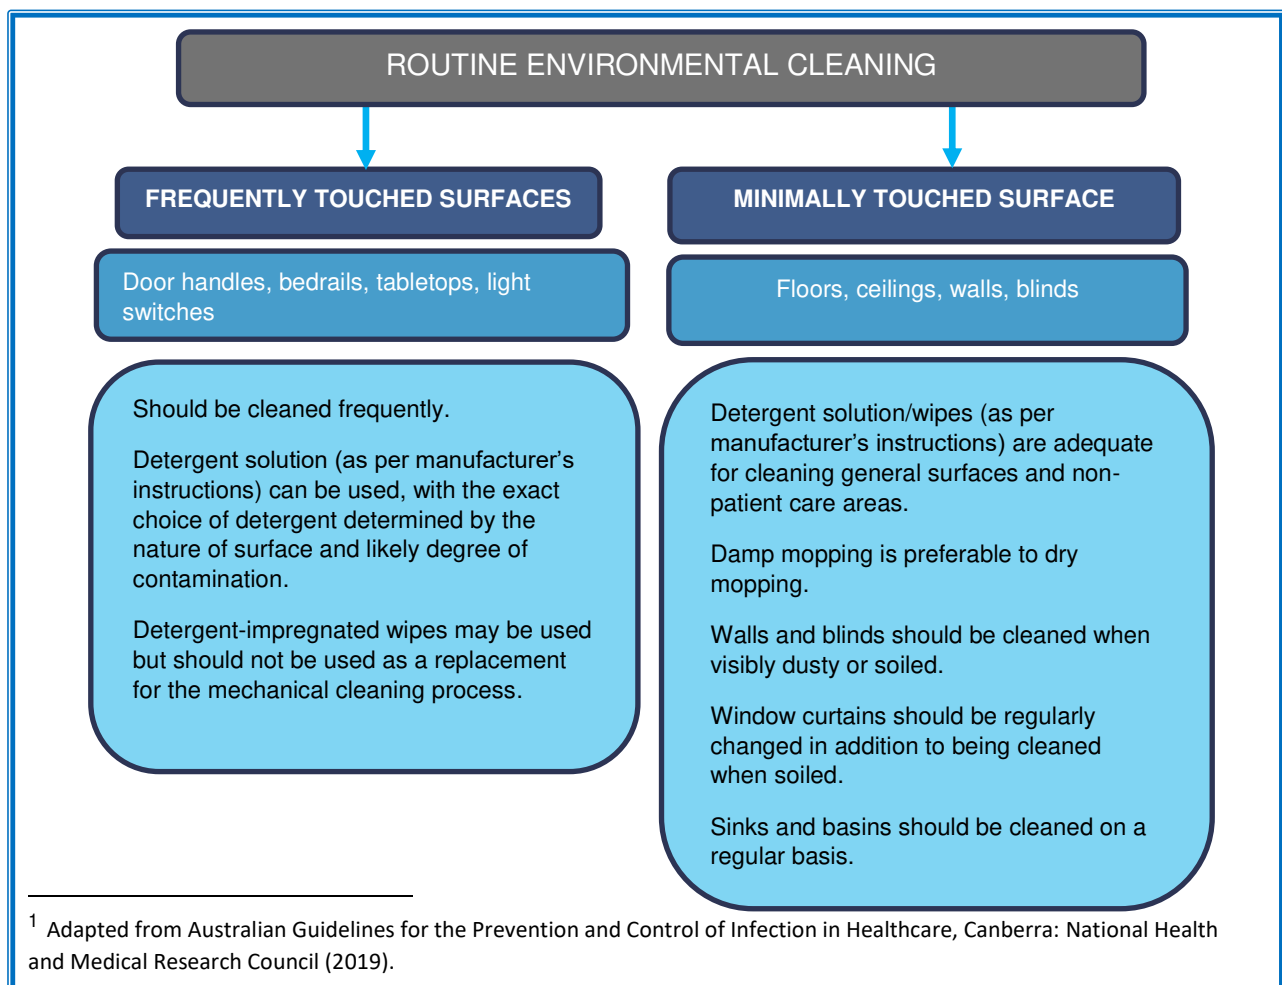 ROUTINE ENVIRONMENTAL CLEANING
FREQUENTLY TOUCHED SURFACES
Door handles, bedrails, tabletops, light
switches
Should be cleaned frequently.
Detergent solution (as per manufacturer’s
instructions) can be used, with the exact
choice of detergent determined by the
nature of surface and likely degree of
contamination.
Detergent-impregnated wipes may be used
but should not be used as a replacement
for the mechanical cleaning process.
MINIMALLY TOUCHED SURFACE
Floors, ceilings, walls, blinds
Detergent solution/wipes (as per
manufacturer’s instructions) are adequate
for cleaning general surfaces and non-
patient care areas.
Damp mopping is preferable to dry
mopping.
Walls and blinds should be cleaned when
visibly dusty or soiled.
Window curtains should be regularly
changed in addition to being cleaned
when soiled.
Sinks and basins should be cleaned on a
regular basis.
1 Adapted from Australian Guidelines for the Prevention and Control of Infection in Healthcare, Canberra: National Health
and Medical Research Council (2019).